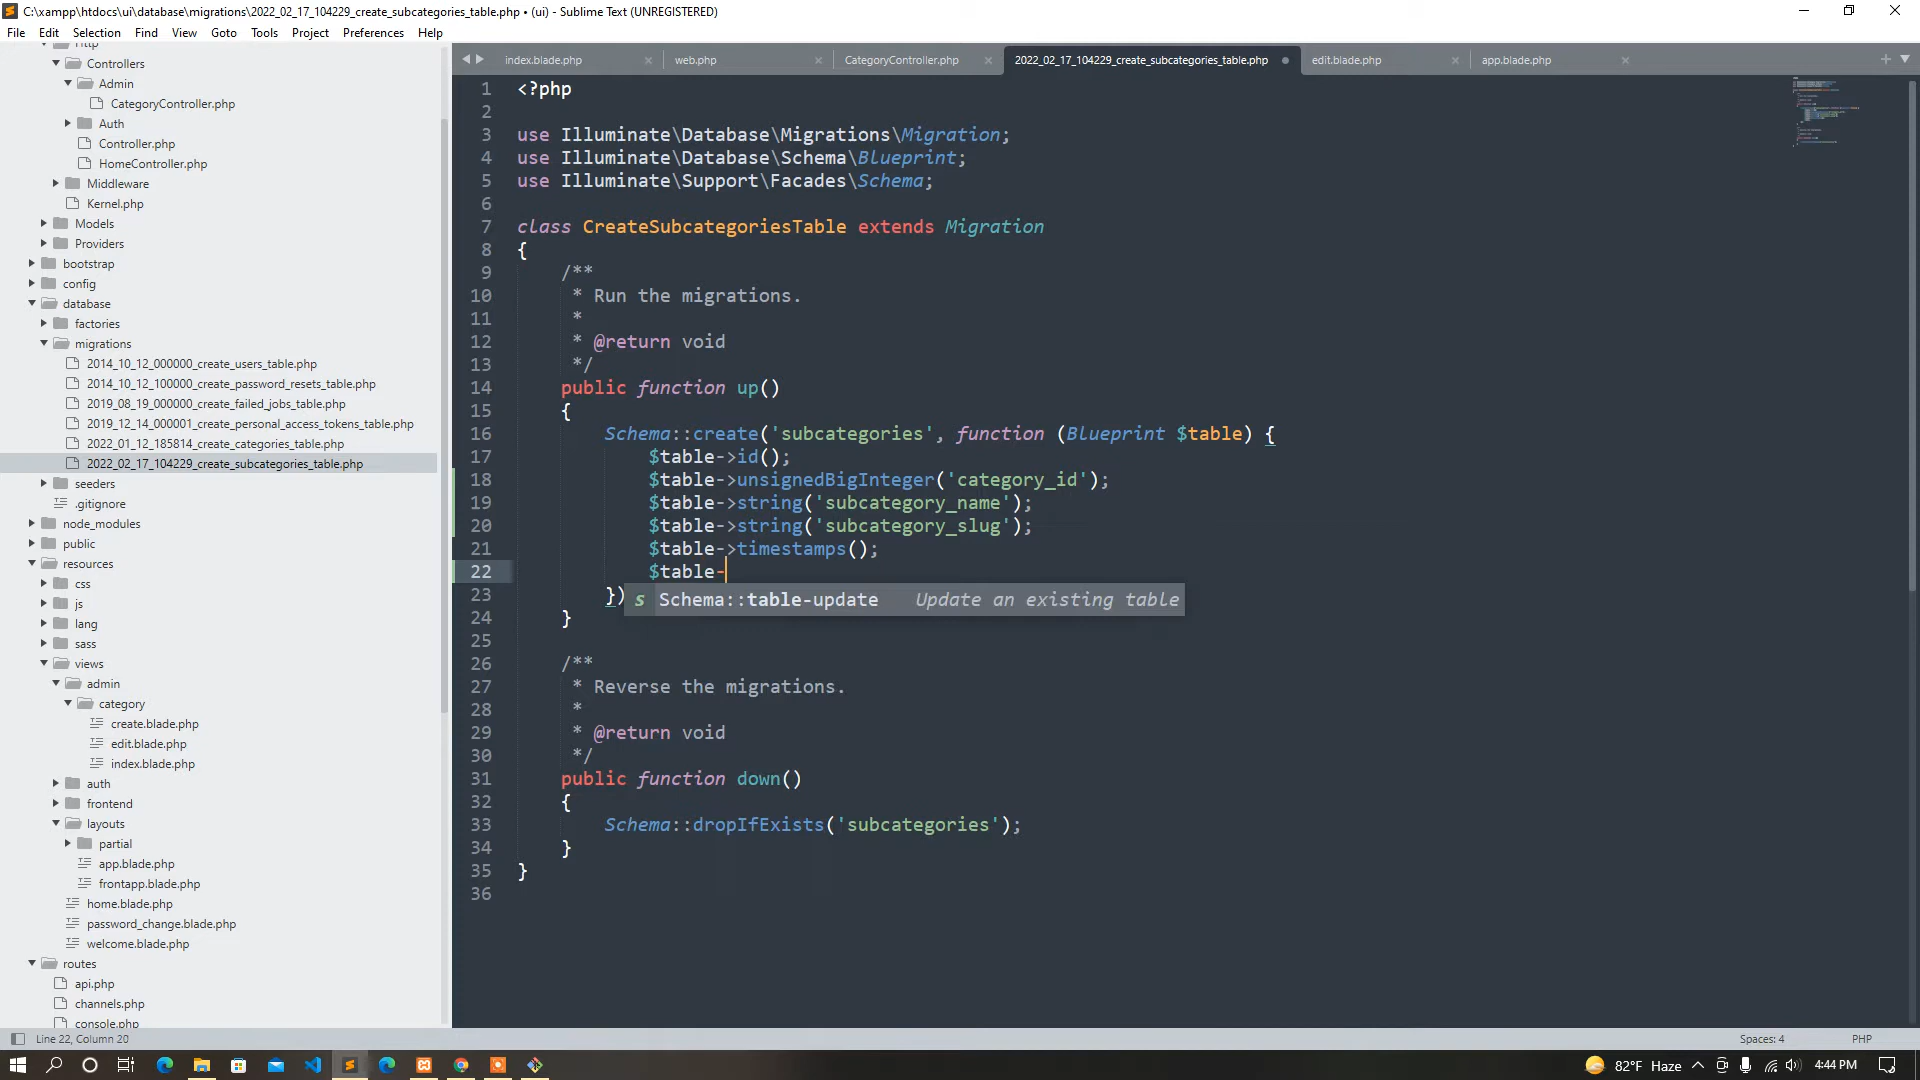 C:\xampp\htdocs\ui\database\migrations\2022_02_17_104229_create_subcategories_table.php • (ui) - Sublime Text (UNREGISTERED)
File Edit Selection Find View Goto Tools Project Preferences Help
Http
Controllers
Admin
CategoryController.php
Auth
Controller.php
HomeController.php
Middleware
Kernel.php
Models
Providers
bootstrap
config
database
factories
migrations
2014_10_12_000000_create_users_table.php
2014_10_12_100000_create_password_resets_table.php
2019_08_19_000000_create_failed_jobs_table.php
2019_12_14_000001_create_personal_access_tokens_table.php
2022_01_12_185814_create_categories_table.php
2022_02_17_104229_create_subcategories_table.php
seeders
.gitignore
node_modules
public
resources
css
js
lang
sass
views
admin
category
create.blade.php
edit.blade.php
index.blade.php
auth
frontend
layouts
partial
app.blade.php
frontapp.blade.php
home.blade.php
password_change.blade.php
welcome.blade.php
routes
api.php
channels.php
console.php
index.blade.php web.php CategoryController.php 2022_02_17_104229_create_subcategories_table.php edit.blade.php app.blade.php
1 <?php
2
3 use Illuminate\Database\Migrations\Migration;
4 use Illuminate\Database\Schema\Blueprint;
5 use Illuminate\Support\Facades\Schema;
6
7 class CreateSubcategoriesTable extends Migration
8 {
9 /**
10 * Run the migrations.
11 *
12 * @return void
13 */
14 public function up()
15 {
16 Schema::create('subcategories', function (Blueprint $table) {
17 $table->id();
18 $table->unsignedBigInteger('category_id');
19 $table->string('subcategory_name');
20 $table->string('subcategory_slug');
21 $table->timestamps();
22 $table-
23 })
s Schema::table-update Update an existing table
24 }
25
26 /**
27 * Reverse the migrations.
28 *
29 * @return void
30 */
31 public function down()
32 {
33 Schema::dropIfExists('subcategories');
34 }
35 }
36
Line 22, Column 20 Spaces: 4 PHP
82°F Haze 4:44 PM